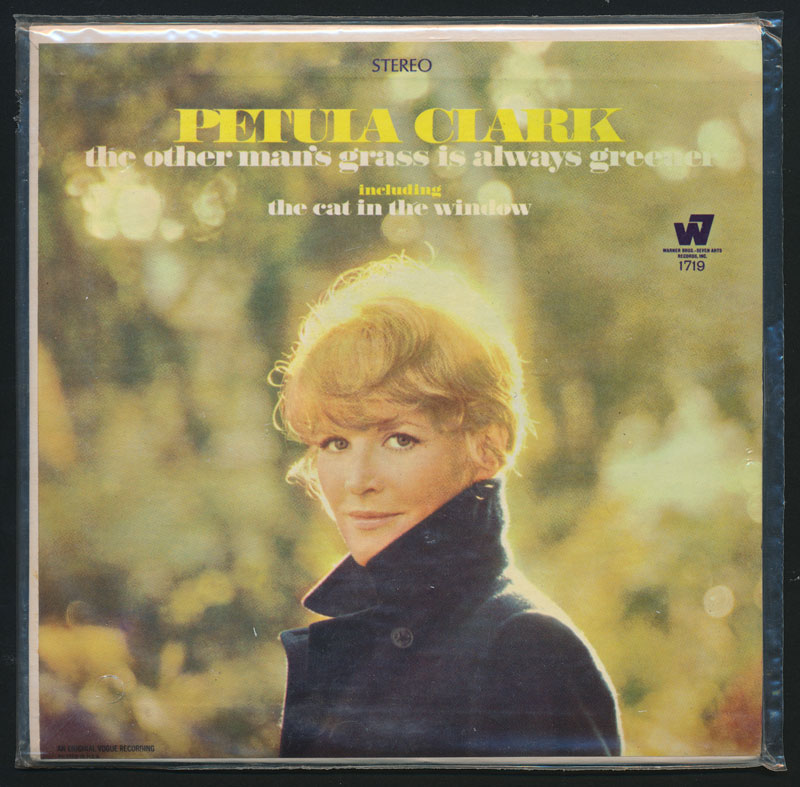 STEREO
PETULA CLARK
the other man's grass is always greener
including
the cat in the window
W7
WARNER BROS.-SEVEN ARTS
RECORDS, INC.
1719
AN ORIGINAL VOGUE RECORDING